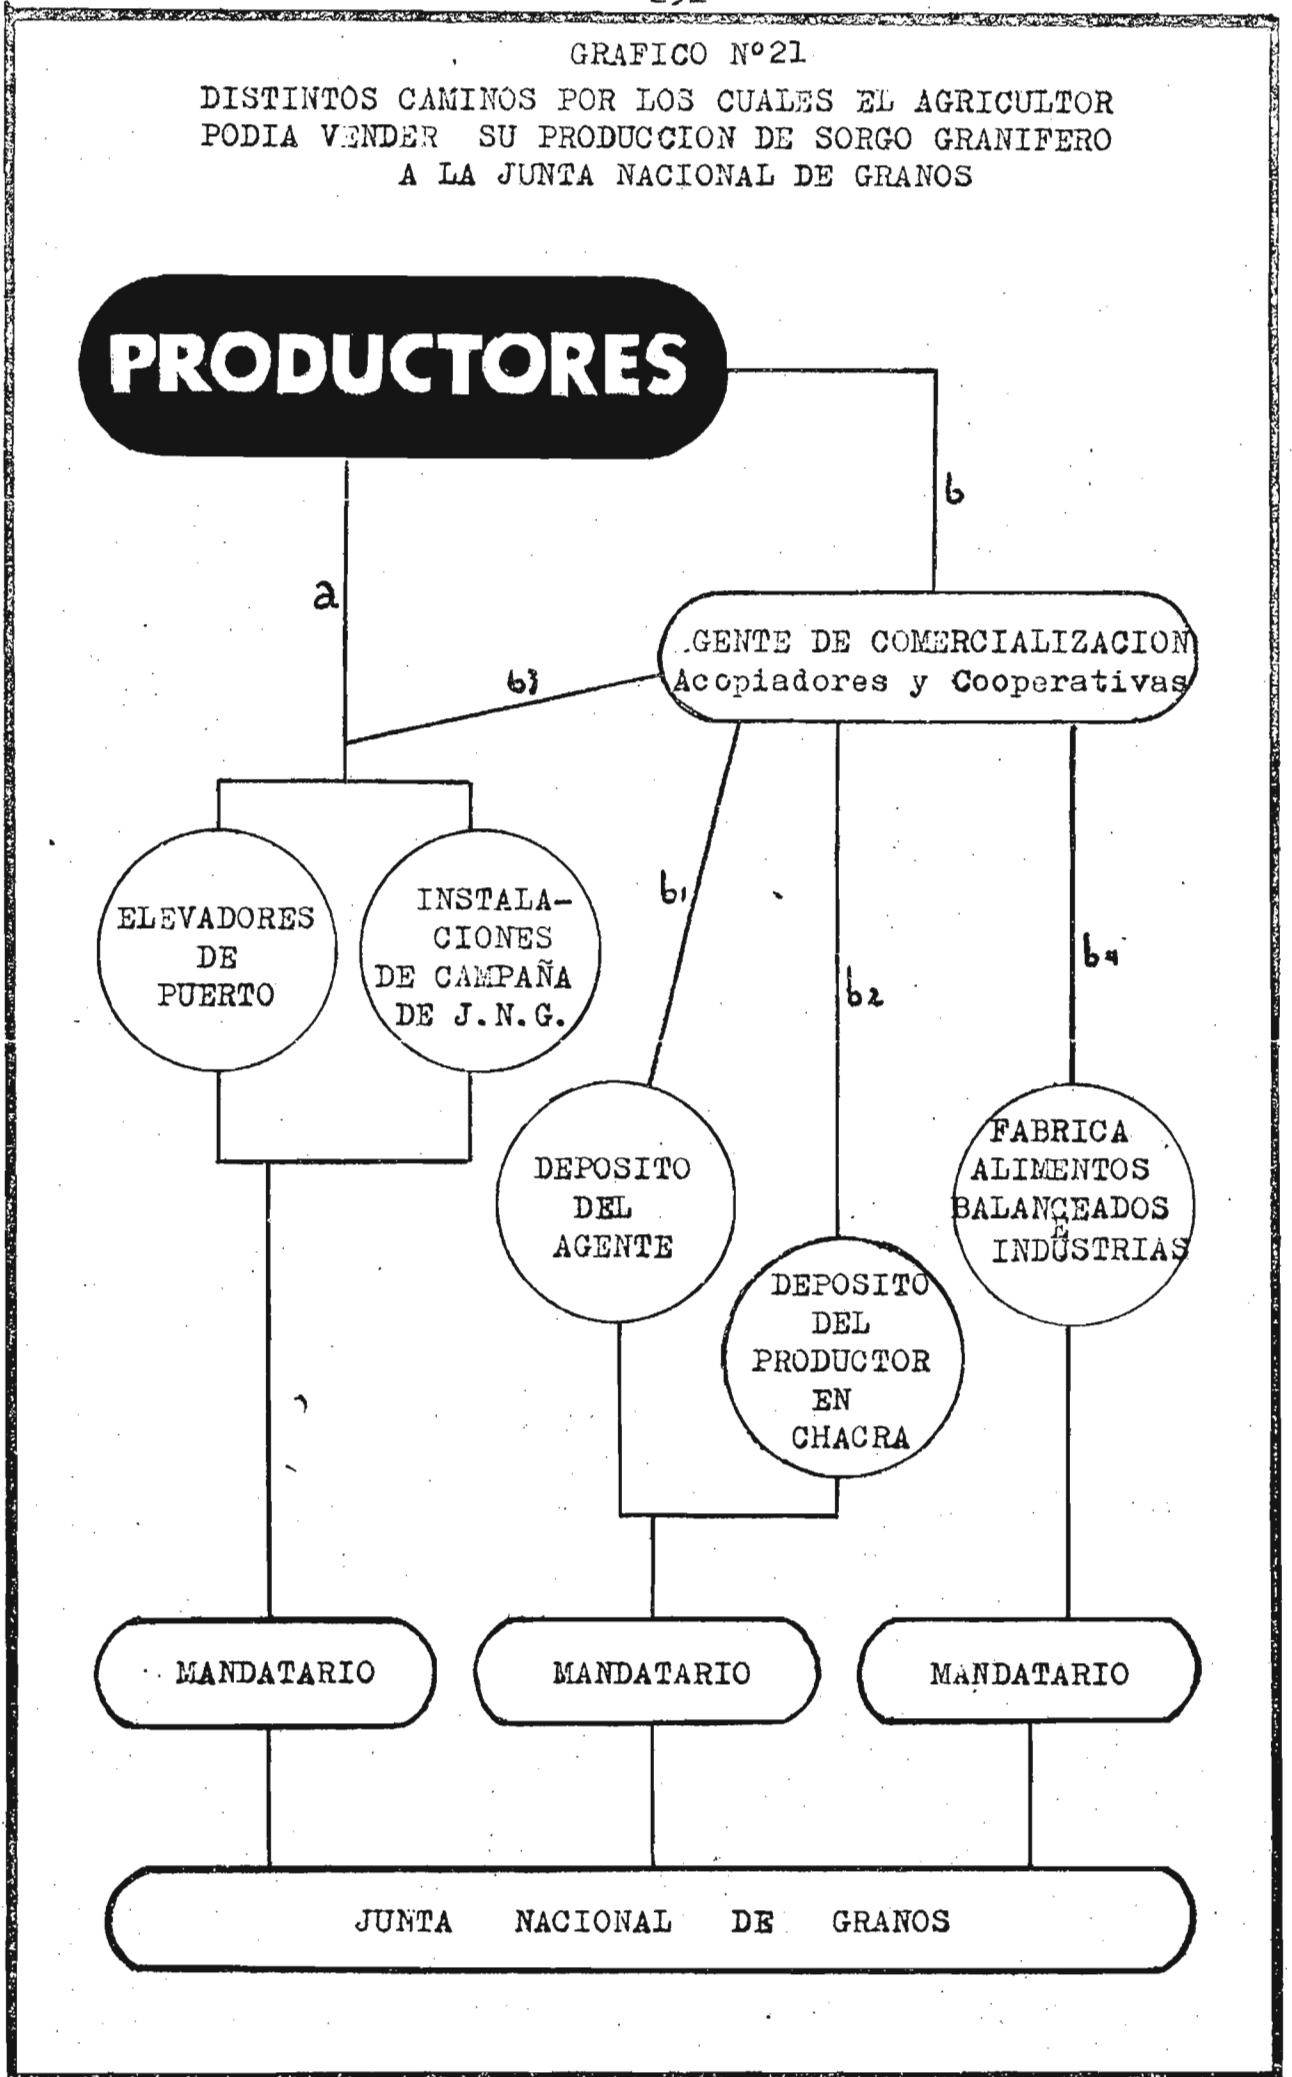 GRAFICO Nº21
DISTINTOS CAMINOS POR LOS CUALES EL AGRICULTOR
PODIA VENDER SU PRODUCCION DE SORGO GRANIFERO
A LA JUNTA NACIONAL DE GRANOS
PRODUCTORES
b
a
.GENTE DE COMERCIALIZACION
Acopiadores y Cooperativas
b3
ELEVADORES
DE
PUERTO
INSTALA-
CIONES
DE CAMPAÑA
DE J.N.G.
b1
b2
b4
DEPOSITO
DEL
AGENTE
DEPOSITO
DEL
PRODUCTOR
EN
CHACRA
FABRICA
ALIMENTOS
BALANCEADOS
E
INDUSTRIAS
MANDATARIO
MANDATARIO
MANDATARIO
JUNTA NACIONAL DE GRANOS